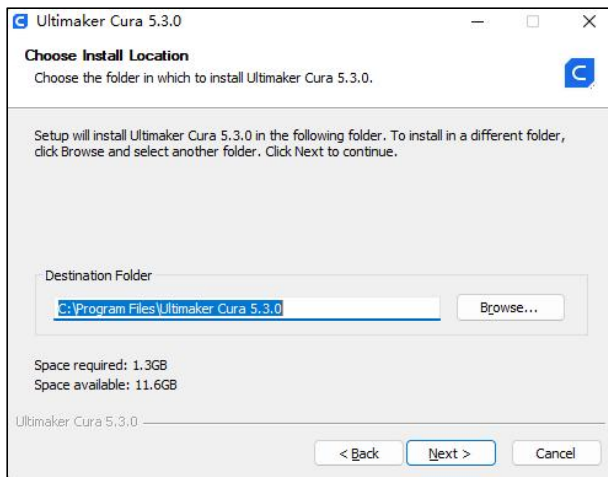 Ultimaker Cura 5.3.0
Choose Install Location
Choose the folder in which to install Ultimaker Cura 5.3.0.
Setup will install Ultimaker Cura 5.3.0 in the following folder. To install in a different folder,
click Browse and select another folder. Click Next to continue.
Destination Folder
C:\Program Files\Ultimaker Cura 5.3.0
Browse...
Space required: 1.3GB
Space available: 11.6GB
Ultimaker Cura 5.3.0
< Back Next > Cancel